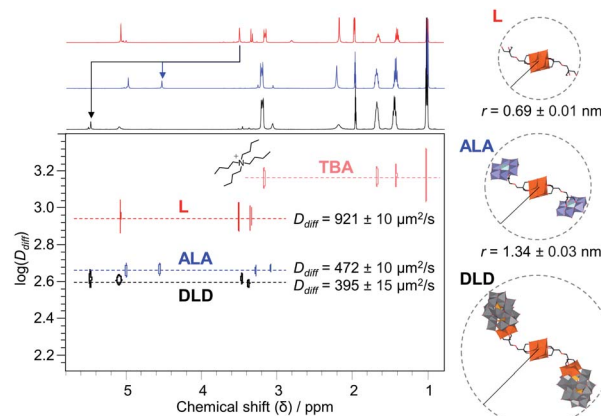 L
r = 0.69 ± 0.01 nm
ALA
r = 1.34 ± 0.03 nm
DLD
N
+
TBA
L
D_diff = 921 ± 10 µm²/s
ALA
D_diff = 472 ± 10 µm²/s
DLD
D_diff = 395 ± 15 µm²/s
log(D_diff)
3.2
3.0
2.8
2.6
2.4
2.2
5 4 3 2 1
Chemical shift (δ) / ppm